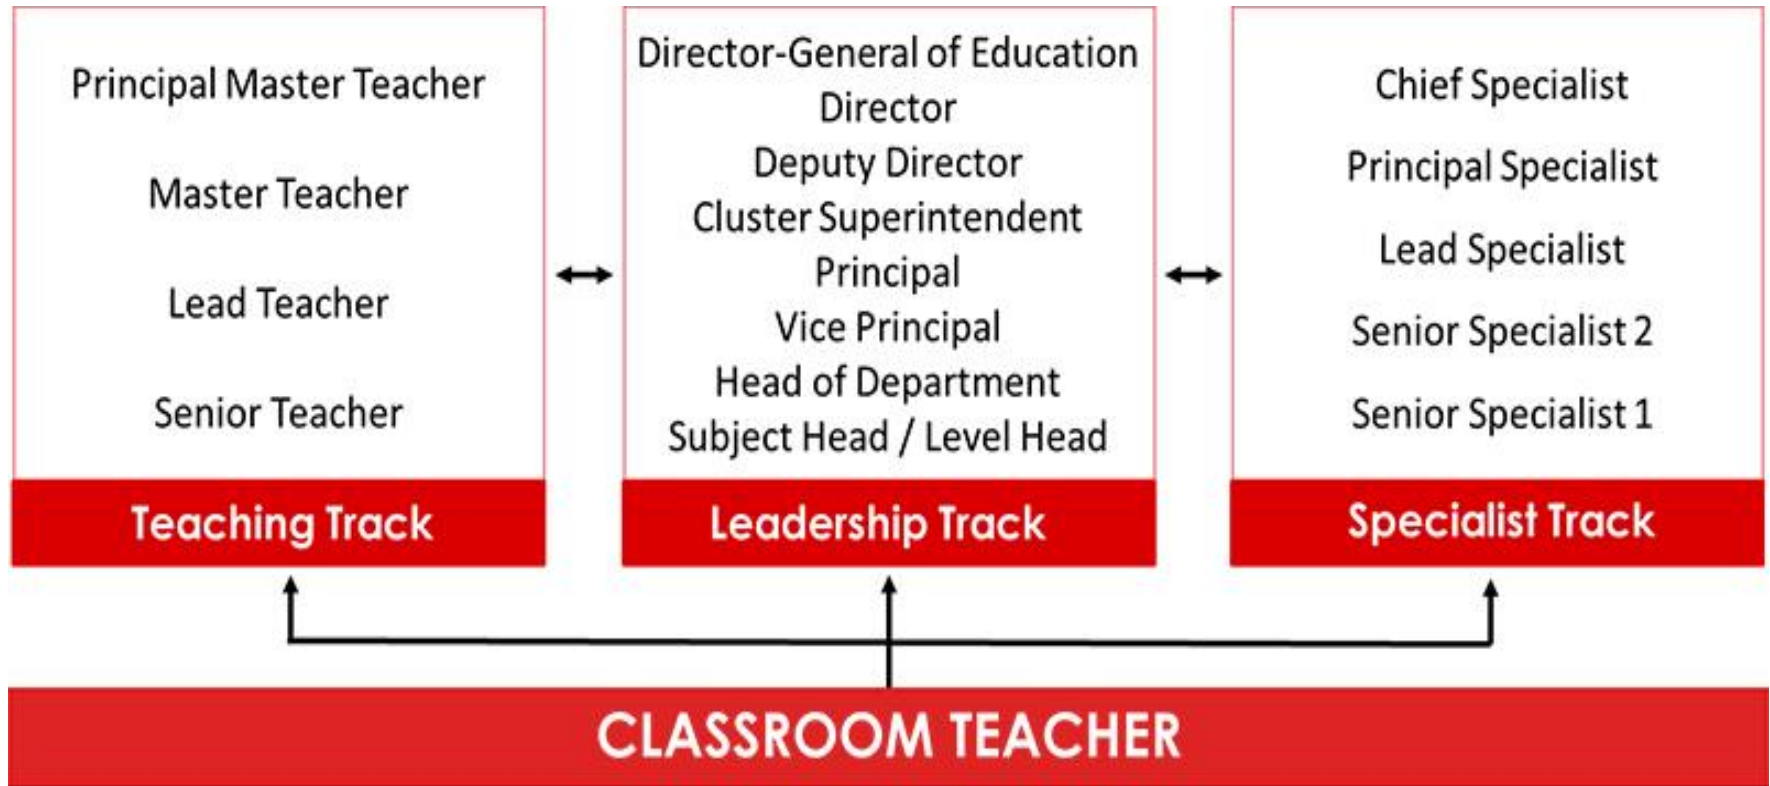 Principal Master Teacher
Master Teacher
Lead Teacher
Senior Teacher
Teaching Track
Director-General of Education
Director
Deputy Director
Cluster Superintendent
Principal
Vice Principal
Head of Department
Subject Head / Level Head
Leadership Track
Chief Specialist
Principal Specialist
Lead Specialist
Senior Specialist 2
Senior Specialist 1
Specialist Track
CLASSROOM TEACHER